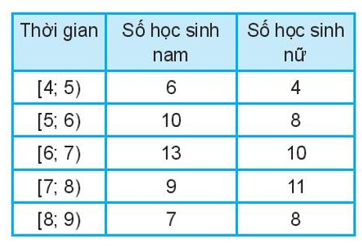 Thời gian Số học sinh nam Số học sinh nữ
[4; 5) 6 4
[5; 6) 10 8
[6; 7) 13 10
[7; 8) 9 11
[8; 9) 7 8